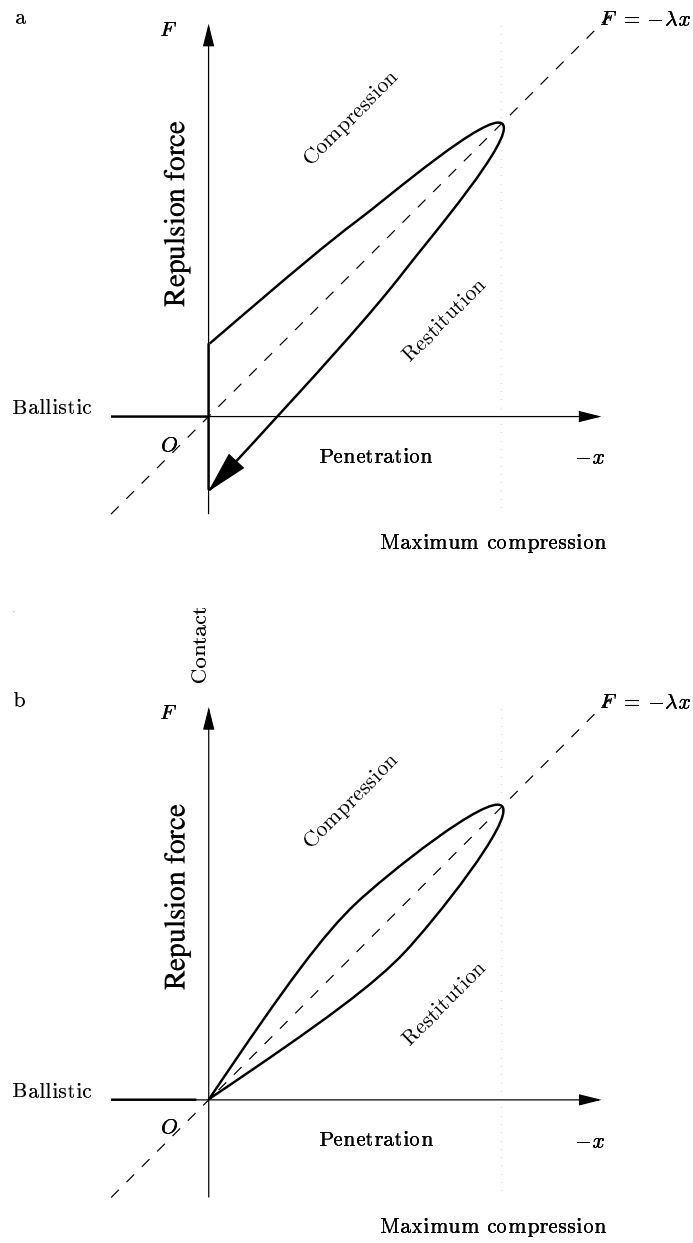 a
F
F = −λx
Compression
Repulsion force
Restitution
Ballistic
O
Penetration
−x
Maximum compression
Contact
b
F
F = −λx
Compression
Repulsion force
Restitution
Ballistic
O
Penetration
−x
Maximum compression